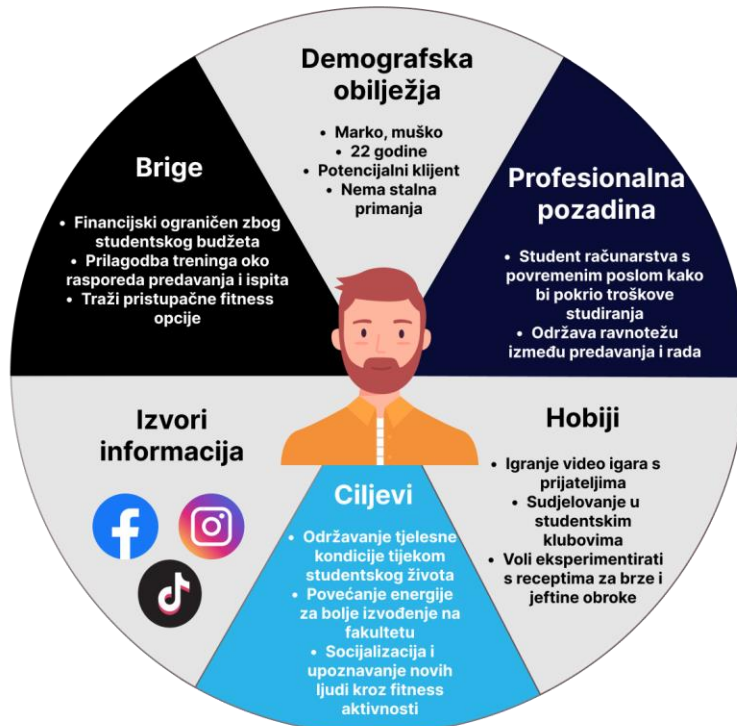 Demografska
obilježja
• Marko, muško
• 22 godine
• Potencijalni klijent
• Nema stalna
primanja
Profesionalna
pozadina
• Student računarstva s
povremenim poslom kako
bi pokrio troškove
studiranja
• Održava ravnotežu
između predavanja i rada
Hobiji
• Igranje video igara s
prijateljima
• Sudjelovanje u
studentskim
klubovima
• Voli eksperimentirati
s receptima za brze i
jeftine obroke
Ciljevi
• Održavanje tjelesne
kondicije tijekom
studentskog života
• Povećanje energije
za bolje izvođenje na
fakultetu
• Socijalizacija i
upoznavanje novih
ljudi kroz fitness
aktivnosti
Izvori
informacija
Brige
• Financijski ograničen zbog
studentskog budžeta
• Prilagodba treninga oko
rasporeda predavanja i ispita
• Traži pristupačne fitness
opcije